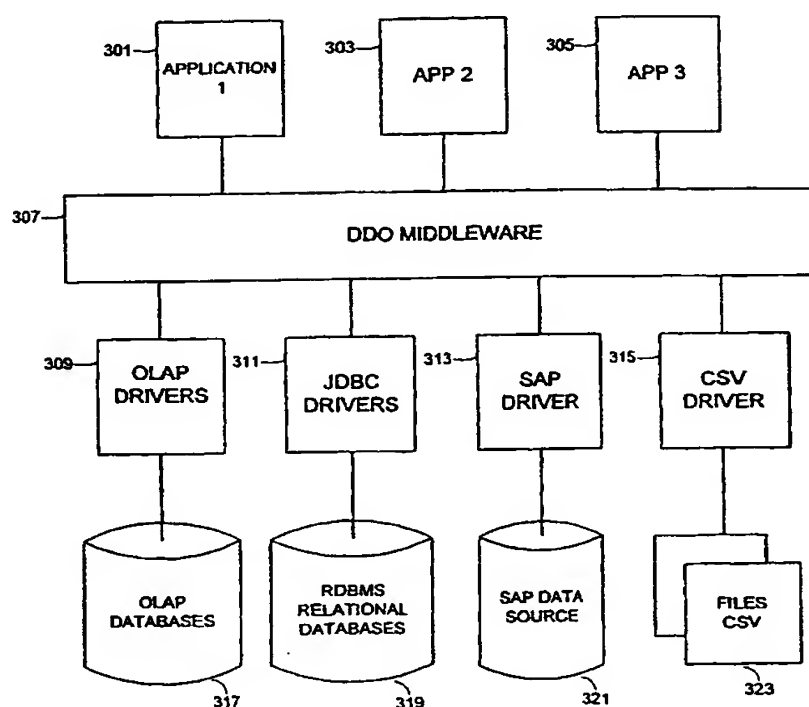 301
APPLICATION
1
303
APP 2
305
APP 3
307
DDO MIDDLEWARE
309
OLAP
DRIVERS
311
JDBC
DRIVERS
313
SAP
DRIVER
315
CSV
DRIVER
OLAP
DATABASES
317
RDBMS
RELATIONAL
DATABASES
319
SAP DATA
SOURCE
321
FILES
CSV
323